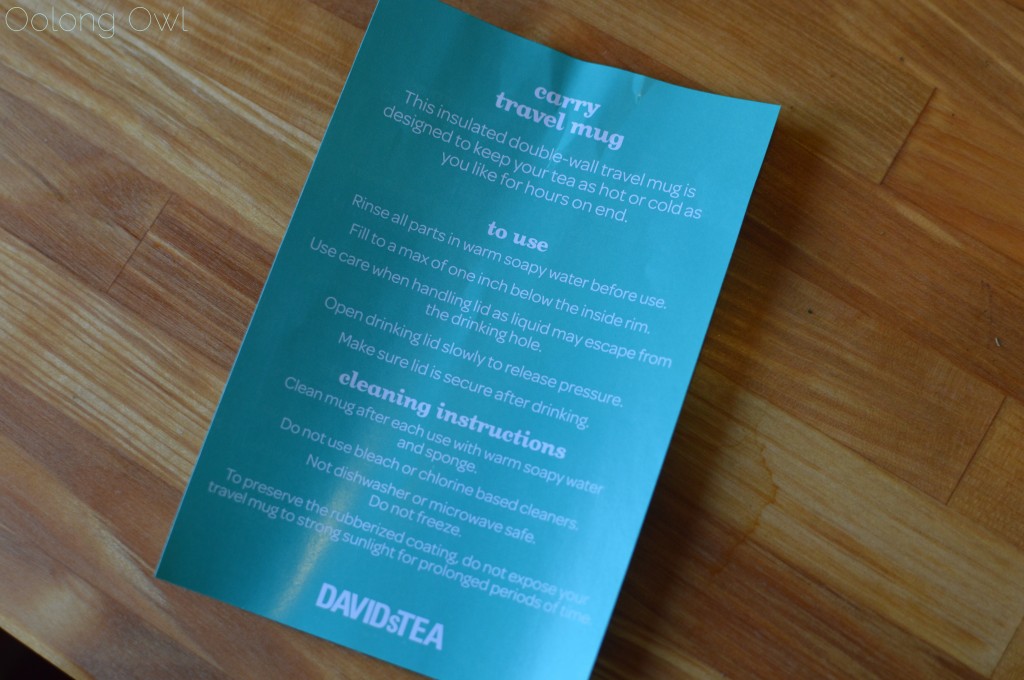 Oolong Owl
carry
travel mug
This insulated double-wall travel mug is
designed to keep your tea as hot or cold as
you like for hours on end.
to use
Rinse all parts in warm soapy water before use.
Fill to a max of one inch below the inside rim.
Use care when handling lid as liquid may escape from
the drinking hole.
Open drinking lid slowly to release pressure.
Make sure lid is secure after drinking.
cleaning instructions
Clean mug after each use with warm soapy water
and sponge.
Do not use bleach or chlorine based cleaners.
Not dishwasher or microwave safe.
Do not freeze.
To preserve the rubberized coating, do not expose your
travel mug to strong sunlight for prolonged periods of time.
DAVIDsTEA